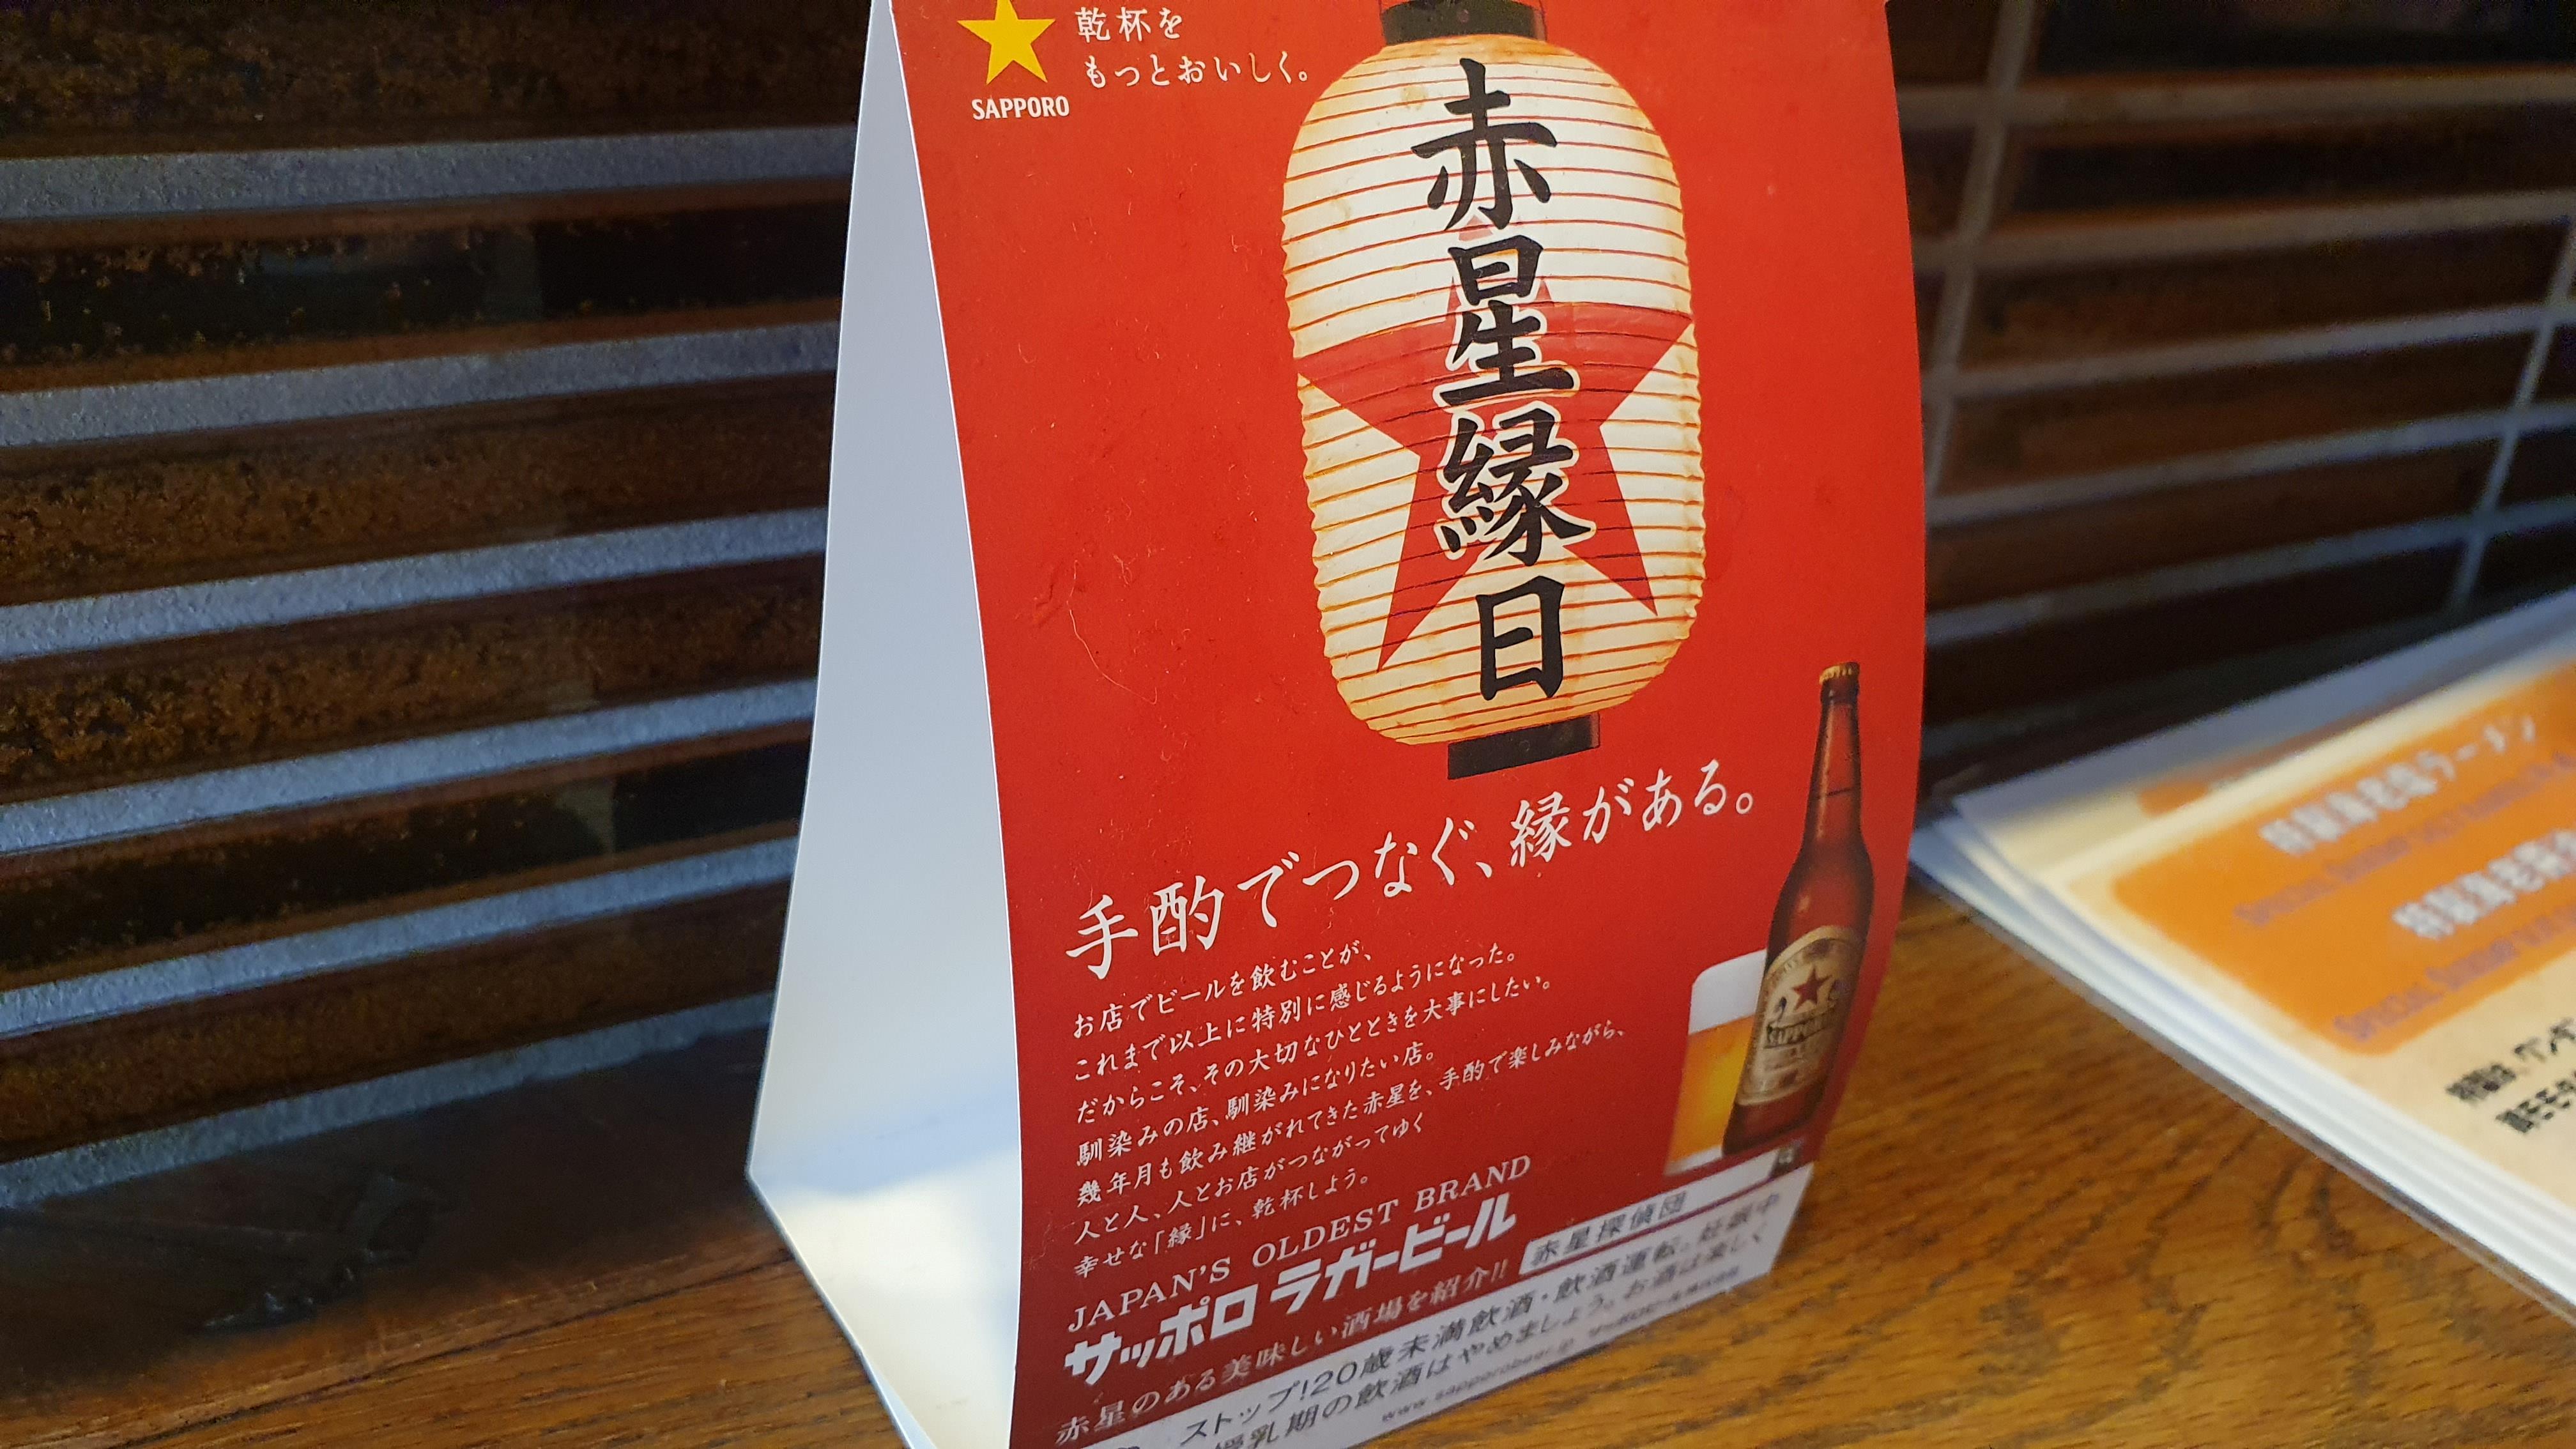 乾杯を
もっとおいしく。
SAPPORO
赤星縁日
手酌でつなぐ、縁がある。
お店でビールを飲むことが、
これまで以上に特別に感じるようになった。
だからこそ、その大切なひとときを大事にしたい。
馴染みの店、馴染みになりたい店。
幾年月も飲み継がれてきた赤星を、手酌で楽しみながら、
人と人、人とお店がつながってゆく
幸せな「縁」に、乾杯しよう。
SAPPORO
JAPAN'S OLDEST BRAND
サッポロ ラガービール
赤星のある美味しい酒場を紹介!! 赤星探偵団
ストップ!20歳未満飲酒・飲酒運転。妊娠中
授乳期の飲酒はやめましょう。お酒は楽しく
www.sapporobeer.jp
ラーメン